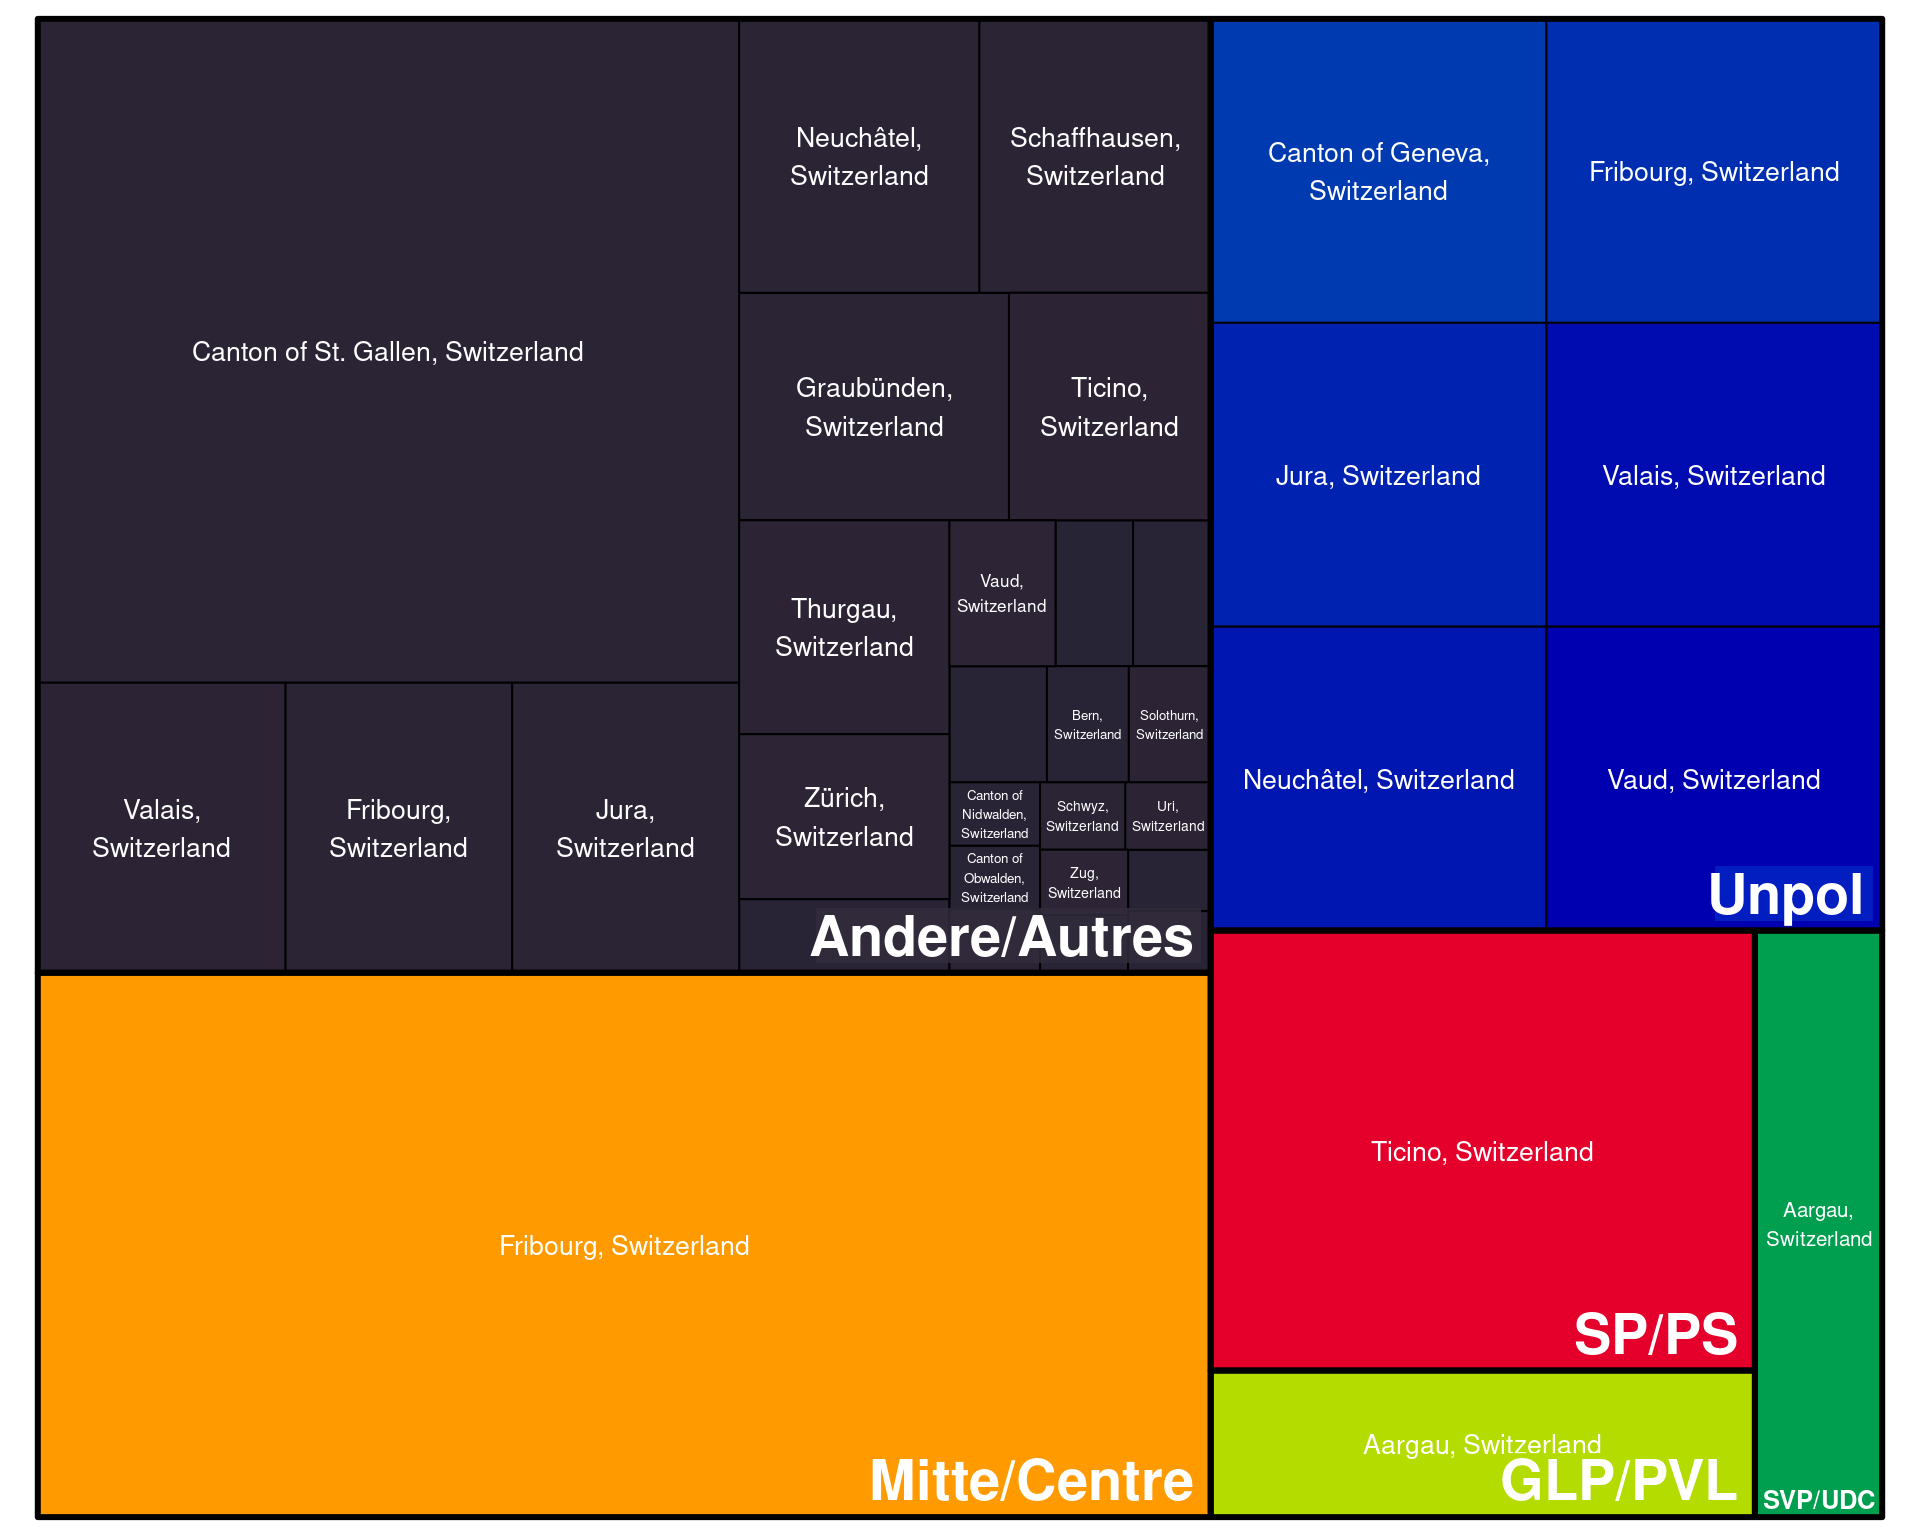 Canton of St. Gallen, Switzerland
Neuchâtel,
Switzerland
Schaffhausen,
Switzerland
Graubünden,
Switzerland
Ticino,
Switzerland
Thurgau,
Switzerland
Vaud,
Switzerland
Bern,
Switzerland
Solothurn,
Switzerland
Valais,
Switzerland
Fribourg,
Switzerland
Jura,
Switzerland
Zürich,
Switzerland
Canton of
Nidwalden,
Switzerland
Schwyz,
Switzerland
Uri,
Switzerland
Canton of
Obwalden,
Switzerland
Zug,
Switzerland
Andere/Autres
Canton of Geneva,
Switzerland
Fribourg, Switzerland
Jura, Switzerland
Valais, Switzerland
Neuchâtel, Switzerland
Vaud, Switzerland
Unpol
Fribourg, Switzerland
Mitte/Centre
Ticino, Switzerland
SP/PS
Aargau, Switzerland
GLP/PVL
Aargau,
Switzerland
SVP/UDC